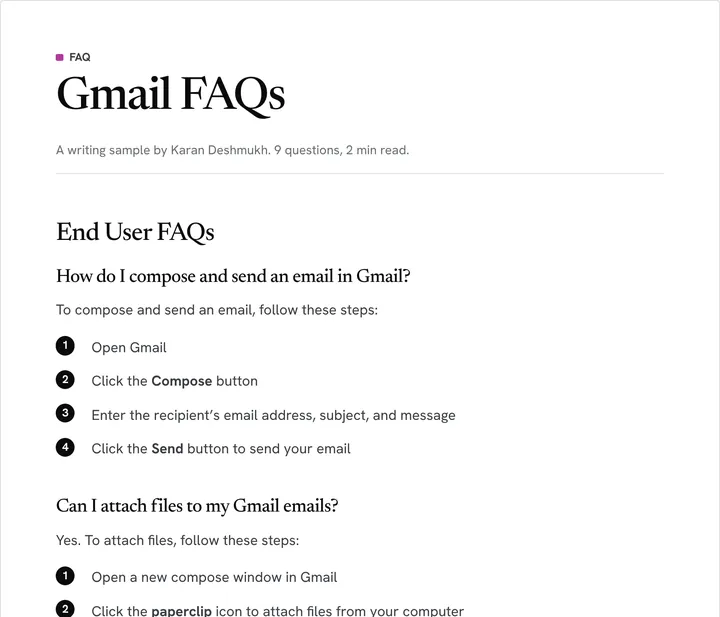 FAQ
Gmail FAQs
A writing sample by Karan Deshmukh. 9 questions, 2 min read.
End User FAQs
How do I compose and send an email in Gmail?
To compose and send an email, follow these steps:
1 Open Gmail
2 Click the Compose button
3 Enter the recipient’s email address, subject, and message
4 Click the Send button to send your email
Can I attach files to my Gmail emails?
Yes. To attach files, follow these steps:
1 Open a new compose window in Gmail
2 Click the paperclip icon to attach files from your computer